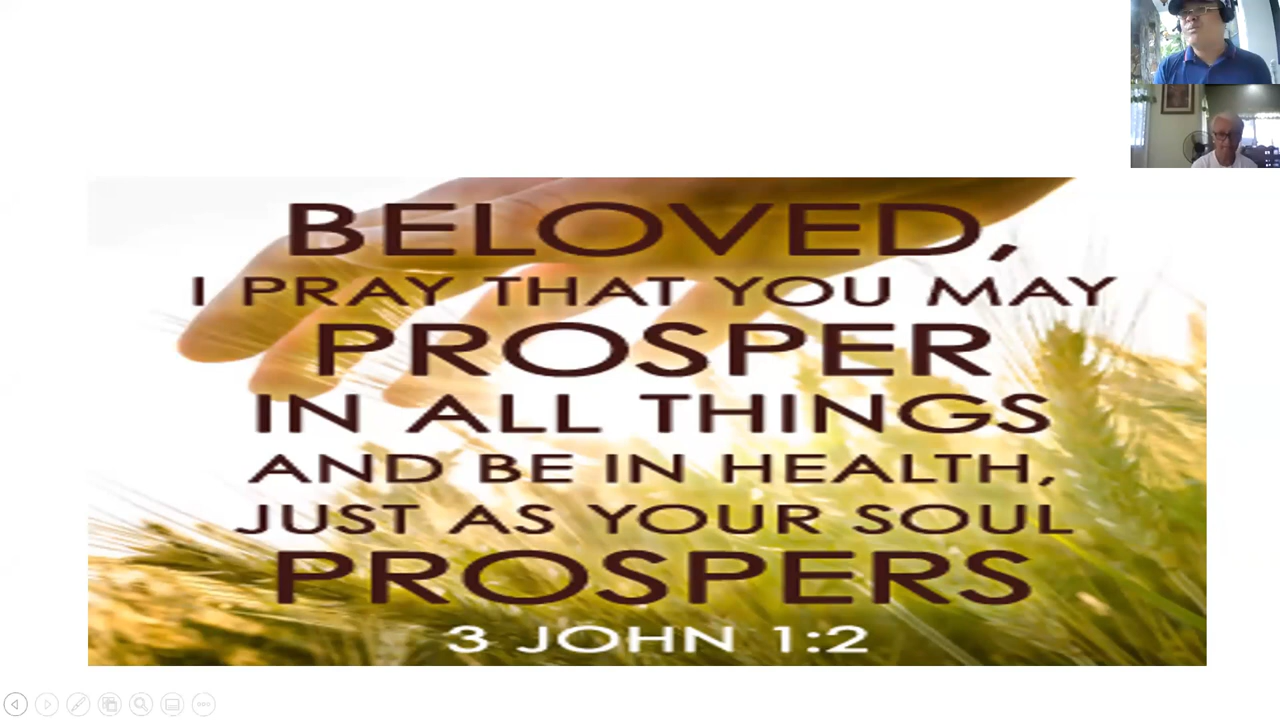 BELOVED,
I PRAY THAT YOU MAY
PROSPER
IN ALL THINGS
AND BE IN HEALTH,
JUST AS YOUR SOUL
PROSPERS
3 JOHN 1:2